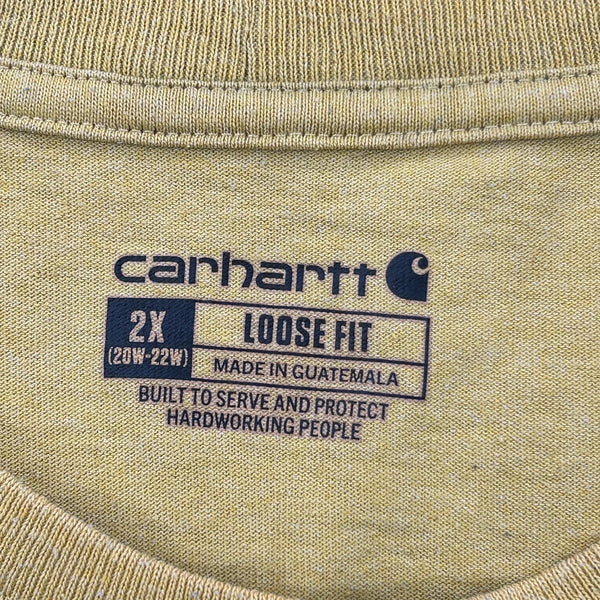 carhartt
2X
(20W-22W)
LOOSE FIT
MADE IN GUATEMALA
BUILT TO SERVE AND PROTECT
HARDWORKING PEOPLE